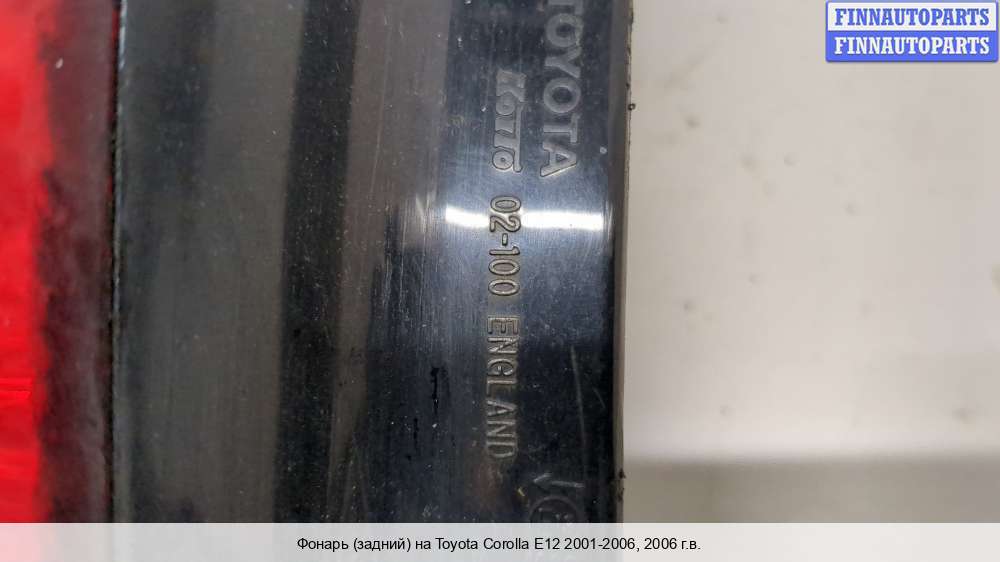 FINNAUTOPARTS
FINNAUTOPARTS
TOYOTA
KOITO 02-100 ENGLAND
Фонарь (задний) на Toyota Corolla E12 2001-2006, 2006 г.в.